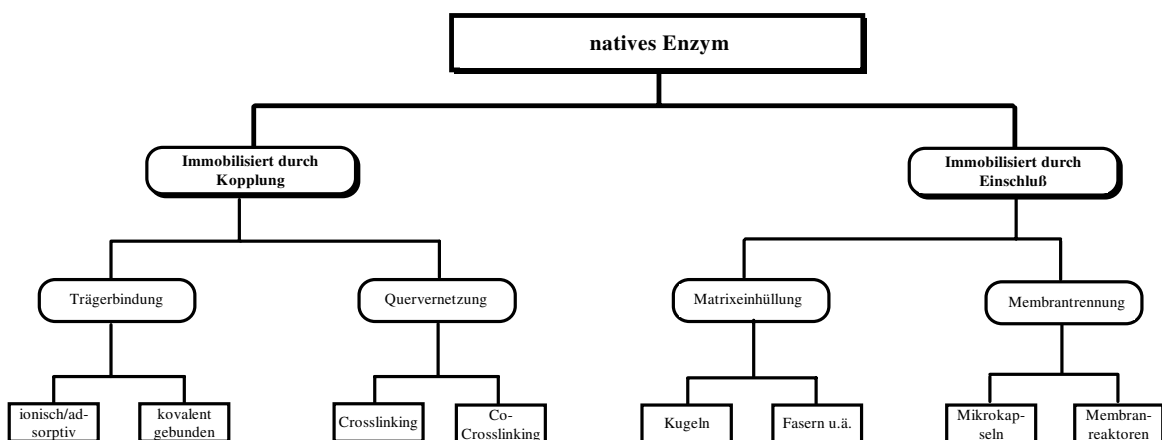 natives Enzym
Immobilisiert durch
Kopplung
Immobilisiert durch
Einschluß
Trägerbindung
Quervernetzung
Matrixeinhüllung
Membrantrennung
ionisch/ad-
sorptiv
kovalent
gebunden
Crosslinking
Co-
Crosslinking
Kugeln
Fasern u.ä.
Mikrokap-
seln
Membran-
reaktoren